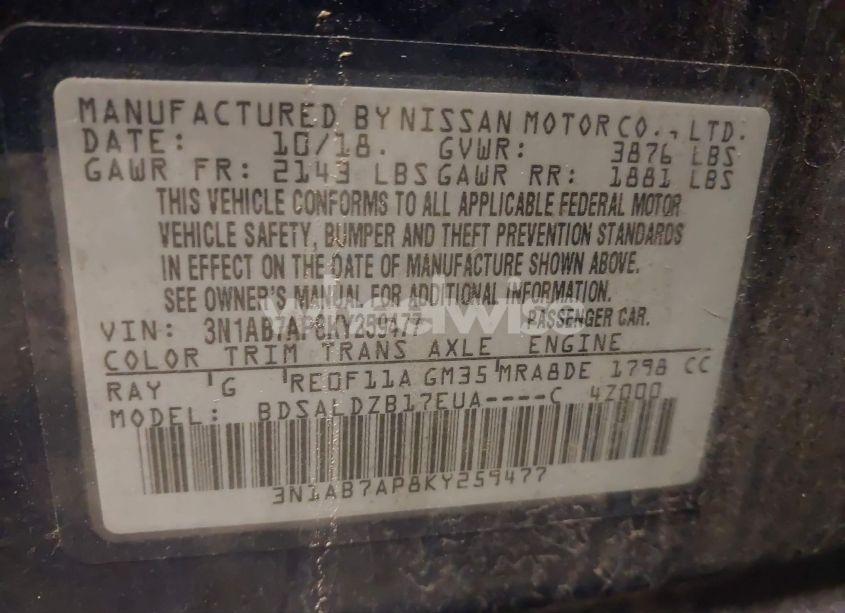 MANUFACTURED BY NISSAN MOTOR CO., LTD.
DATE: 10/18. GVWR: 3876 LBS
GAWR FR: 2143 LBS GAWR RR: 1881 LBS
THIS VEHICLE CONFORMS TO ALL APPLICABLE FEDERAL MOTOR
VEHICLE SAFETY, BUMPER AND THEFT PREVENTION STANDARDS
IN EFFECT ON THE DATE OF MANUFACTURE SHOWN ABOVE.
SEE OWNER'S MANUAL FOR ADDITIONAL INFORMATION.
VIN: 3N1AB7AP8KY259477 PASSENGER CAR.
COLOR TRIM TRANS AXLE ENGINE
RAY G RE0F11A GM35 MRA8DE 1798 CC
MODEL: BDSALDZB17EUA----C 4Z000
3N1AB7AP8KY259477